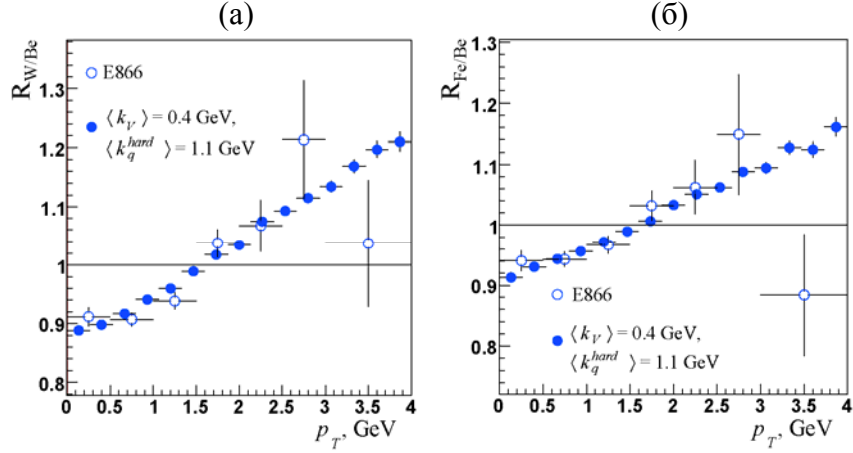 (а)
(б)
R_{W/Be}
1.3
1.2
1.1
1
0.9
0.8
E866
⟨k_V⟩ = 0.4 GeV,
⟨k_q^{hard}⟩ = 1.1 GeV
0 0.5 1 1.5 2 2.5 3 3.5 4
p_T, GeV
R_{Fe/Be}
1.3
1.2
1.1
1
0.9
0.8
E866
⟨k_V⟩ = 0.4 GeV,
⟨k_q^{hard}⟩ = 1.1 GeV
0 0.5 1 1.5 2 2.5 3 3.5 4
p_T, GeV